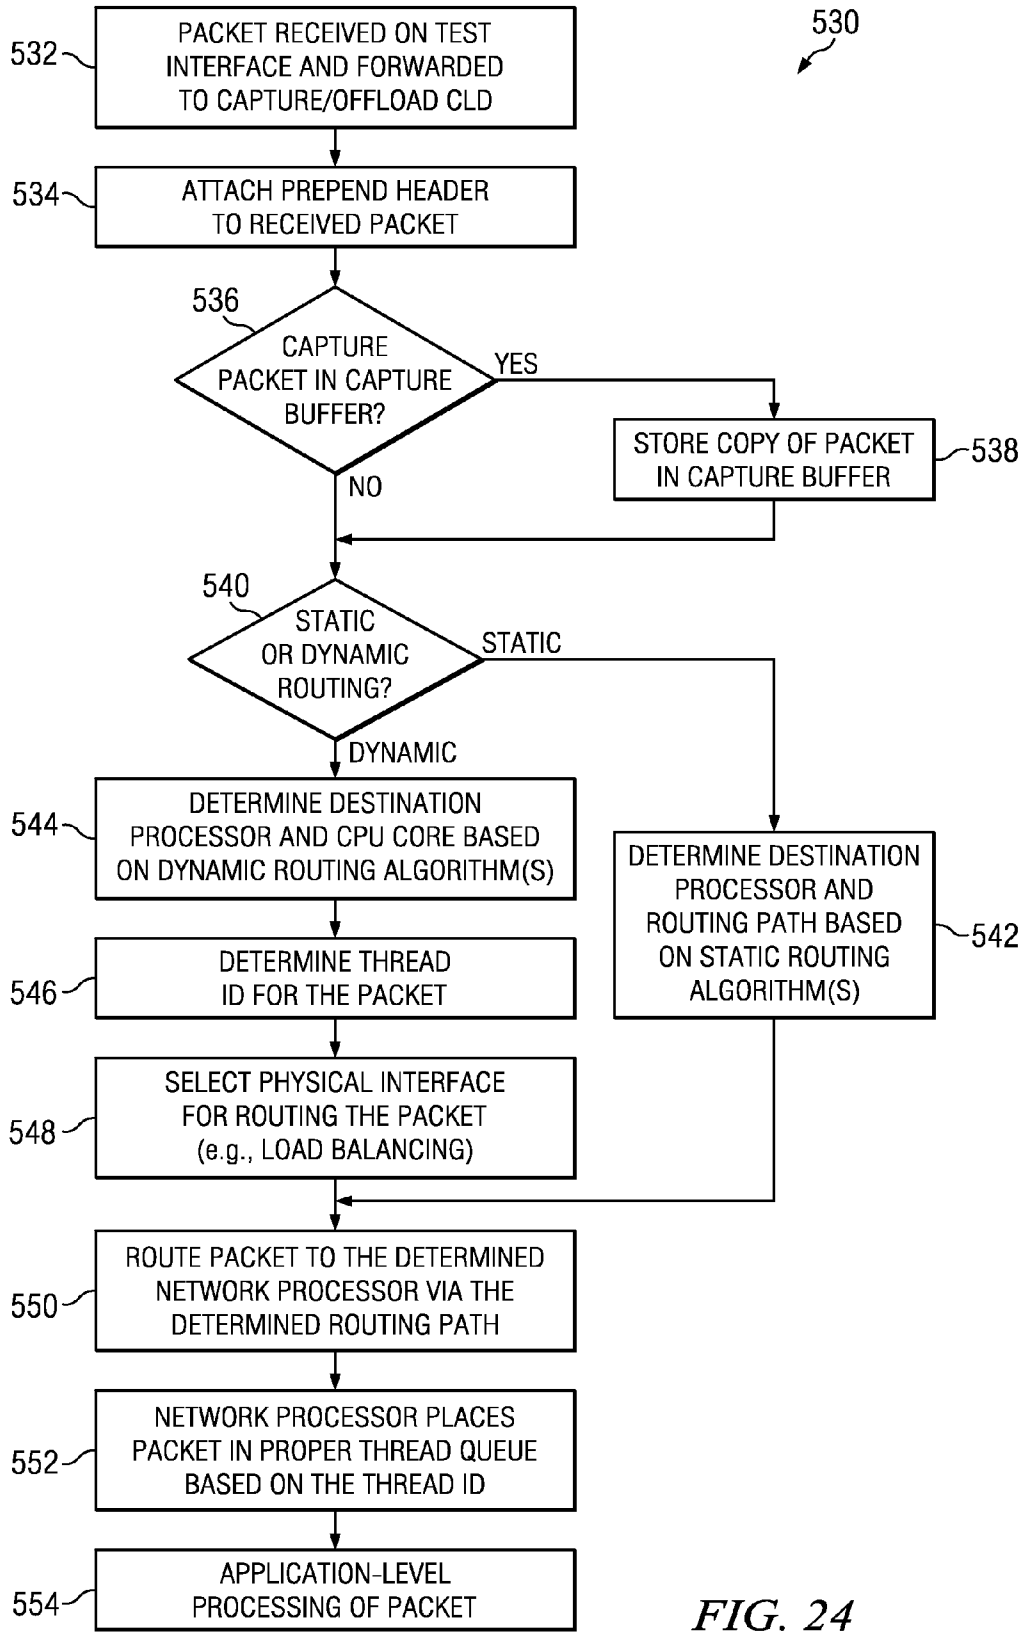 530
532
PACKET RECEIVED ON TEST
INTERFACE AND FORWARDED
TO CAPTURE/OFFLOAD CLD
534
ATTACH PREPEND HEADER
TO RECEIVED PACKET
536
CAPTURE
PACKET IN CAPTURE
BUFFER?
YES
NO
STORE COPY OF PACKET
IN CAPTURE BUFFER
538
540
STATIC
OR DYNAMIC
ROUTING?
STATIC
DYNAMIC
544
DETERMINE DESTINATION
PROCESSOR AND CPU CORE BASED
ON DYNAMIC ROUTING ALGORITHM(S)
DETERMINE DESTINATION
PROCESSOR AND
ROUTING PATH BASED
ON STATIC ROUTING
ALGORITHM(S)
542
546
DETERMINE THREAD
ID FOR THE PACKET
548
SELECT PHYSICAL INTERFACE
FOR ROUTING THE PACKET
(e.g., LOAD BALANCING)
550
ROUTE PACKET TO THE DETERMINED
NETWORK PROCESSOR VIA THE
DETERMINED ROUTING PATH
552
NETWORK PROCESSOR PLACES
PACKET IN PROPER THREAD QUEUE
BASED ON THE THREAD ID
554
APPLICATION-LEVEL
PROCESSING OF PACKET
FIG. 24